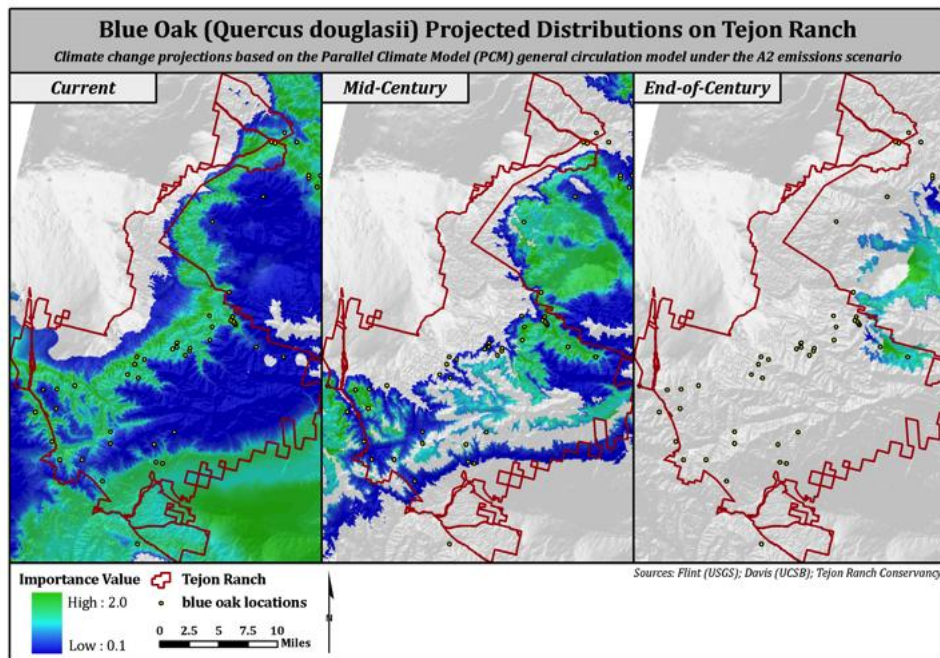 Blue Oak (Quercus douglasii) Projected Distributions on Tejon Ranch
Climate change projections based on the Parallel Climate Model (PCM) general circulation model under the A2 emissions scenario
Current
Mid-Century
End-of-Century
Sources: Flint (USGS); Davis (UCSB); Tejon Ranch Conservancy
Importance Value
High : 2.0
Low : 0.1
Tejon Ranch
blue oak locations
0 2.5 5 7.5 10
Miles
N